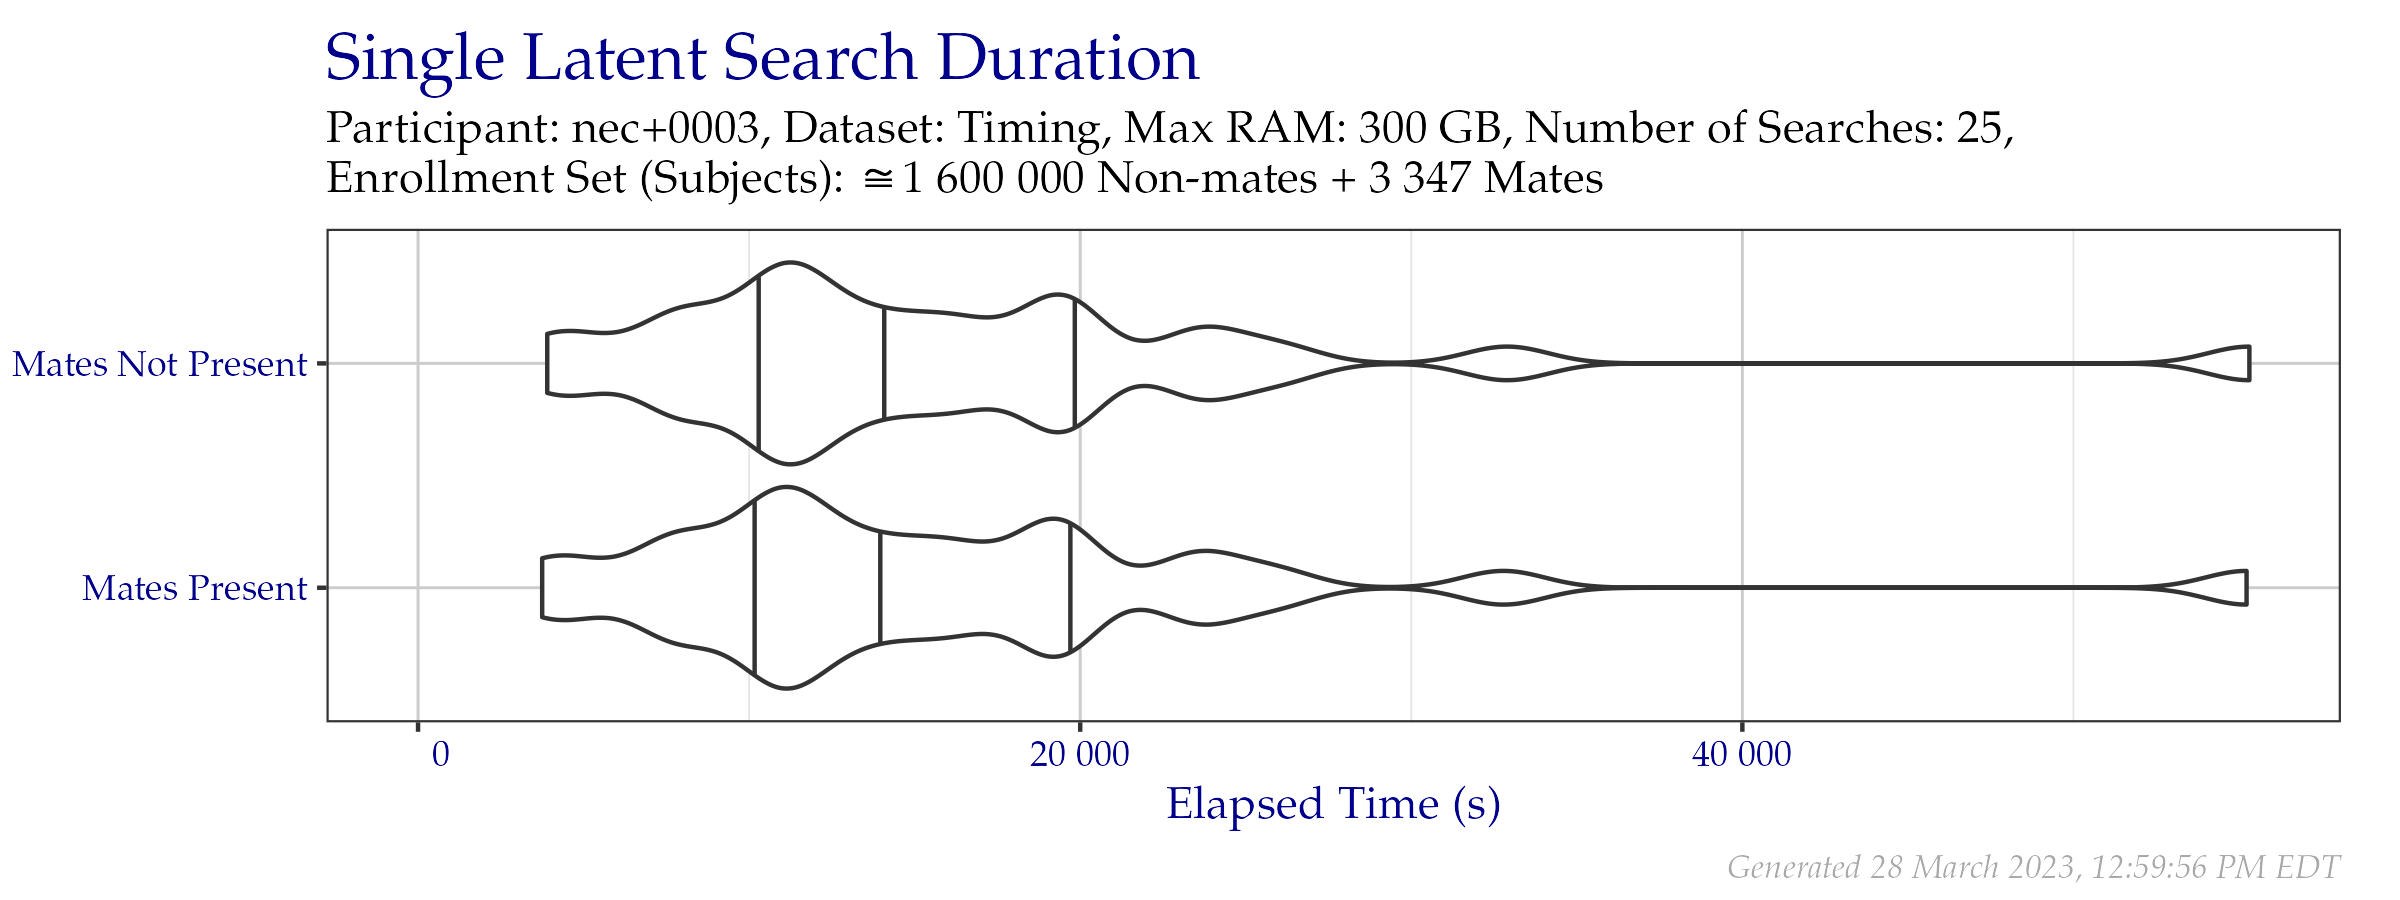 Single Latent Search Duration
Participant: nec+0003, Dataset: Timing, Max RAM: 300 GB, Number of Searches: 25,
Enrollment Set (Subjects): ≅ 1 600 000 Non-mates + 3 347 Mates
Mates Not Present
Mates Present
0 20 000 40 000
Elapsed Time (s)
Generated 28 March 2023, 12:59:56 PM EDT